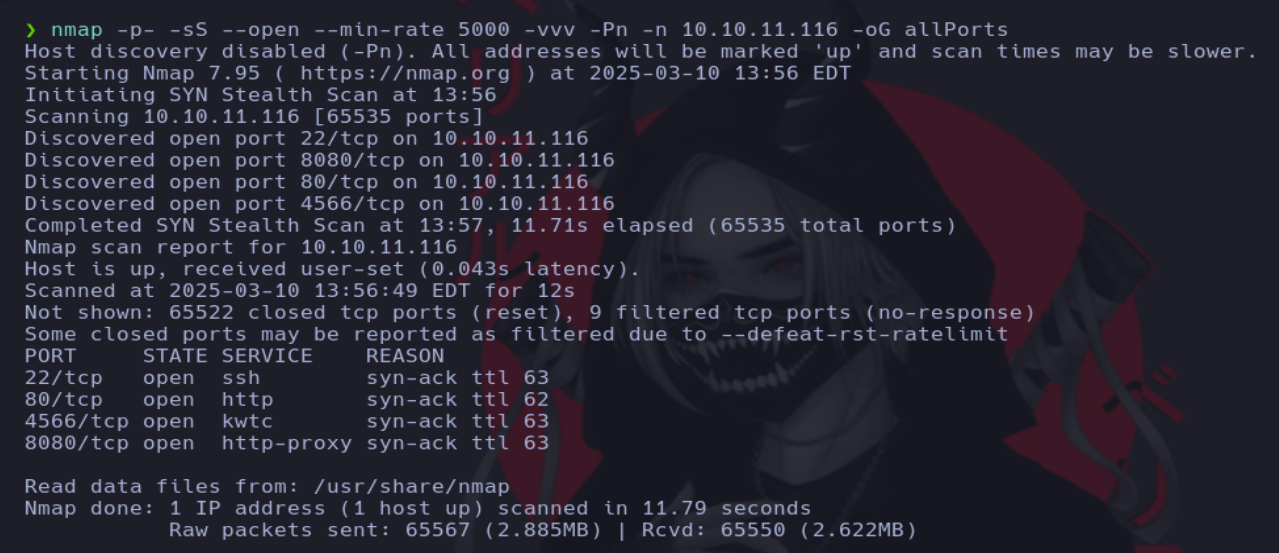 ❯ nmap -p- -sS --open --min-rate 5000 -vvv -Pn -n 10.10.11.116 -oG allPorts
Host discovery disabled (-Pn). All addresses will be marked 'up' and scan times may be slower.
Starting Nmap 7.95 ( https://nmap.org ) at 2025-03-10 13:56 EDT
Initiating SYN Stealth Scan at 13:56
Scanning 10.10.11.116 [65535 ports]
Discovered open port 22/tcp on 10.10.11.116
Discovered open port 8080/tcp on 10.10.11.116
Discovered open port 80/tcp on 10.10.11.116
Discovered open port 4566/tcp on 10.10.11.116
Completed SYN Stealth Scan at 13:57, 11.71s elapsed (65535 total ports)
Nmap scan report for 10.10.11.116
Host is up, received user-set (0.043s latency).
Scanned at 2025-03-10 13:56:49 EDT for 12s
Not shown: 65522 closed tcp ports (reset), 9 filtered tcp ports (no-response)
Some closed ports may be reported as filtered due to --defeat-rst-ratelimit
PORT     STATE SERVICE    REASON
22/tcp   open  ssh        syn-ack ttl 63
80/tcp   open  http       syn-ack ttl 62
4566/tcp open  kwtc       syn-ack ttl 63
8080/tcp open  http-proxy syn-ack ttl 63
Read data files from: /usr/share/nmap
Nmap done: 1 IP address (1 host up) scanned in 11.79 seconds
           Raw packets sent: 65567 (2.885MB) | Rcvd: 65550 (2.622MB)